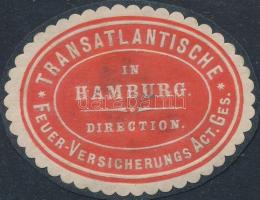 TRANSATLANTISCHE
FEUER-VERSICHERUNGS ACT. GES.
IN
HAMBURG.
DIRECTION.